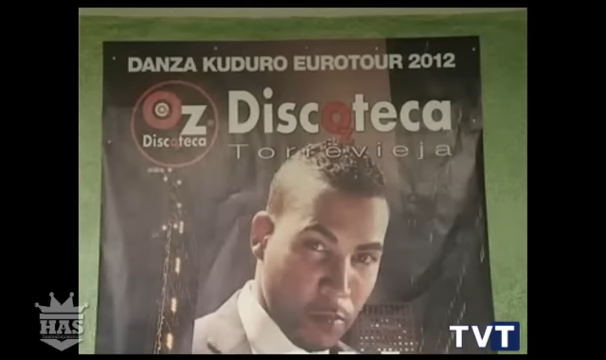 DANZA KUDURO EUROTOUR 2012
Oz
Discoteca
Discoteca
Torrevieja
HAS
TVT